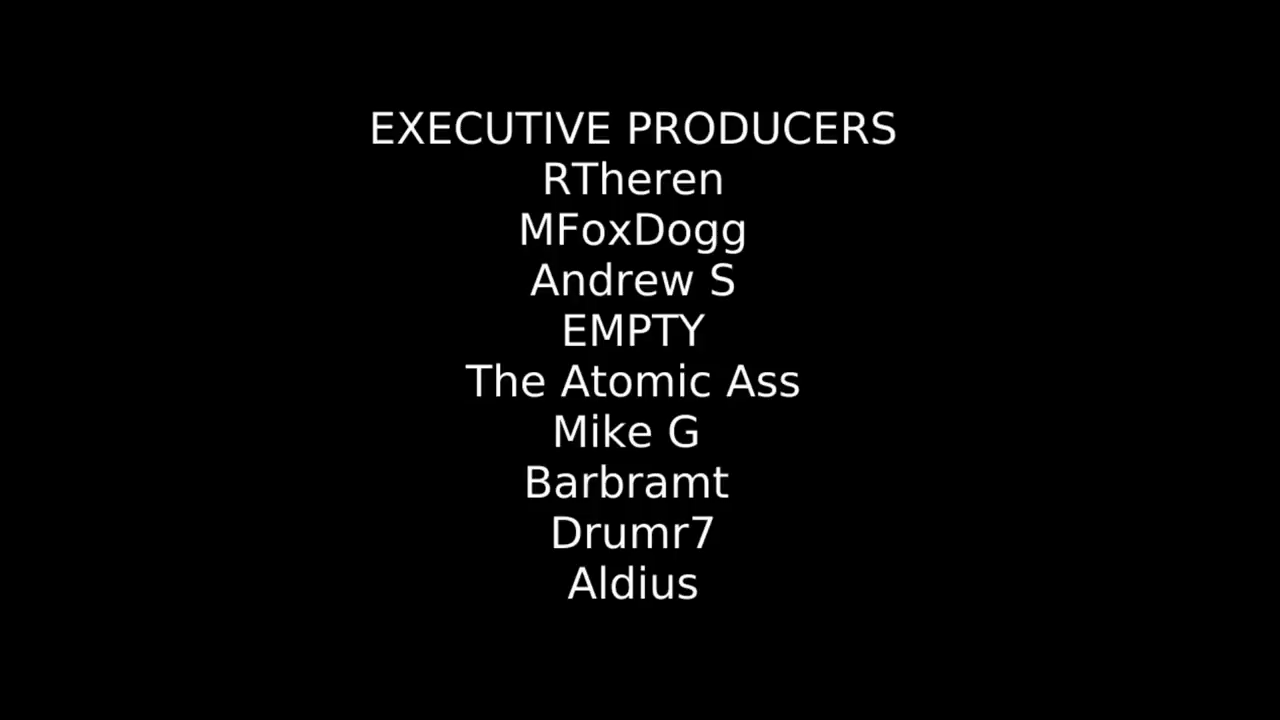 EXECUTIVE PRODUCERS
RTheren
MFoxDogg
Andrew S
EMPTY
The Atomic Ass
Mike G
Barbramt
Drumr7
Aldius